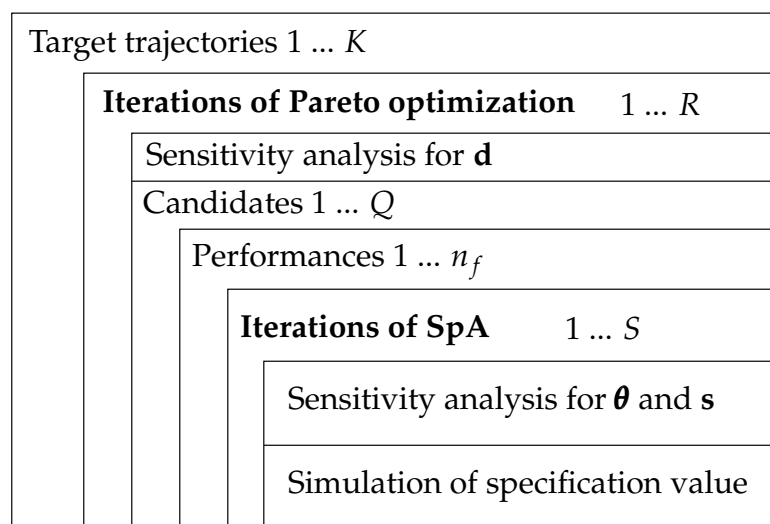 Target trajectories 1 ... K
Iterations of Pareto optimization 1 ... R
Sensitivity analysis for d
Candidates 1 ... Q
Performances 1 ... n_f
Iterations of SpA 1 ... S
Sensitivity analysis for θ and s
Simulation of specification value